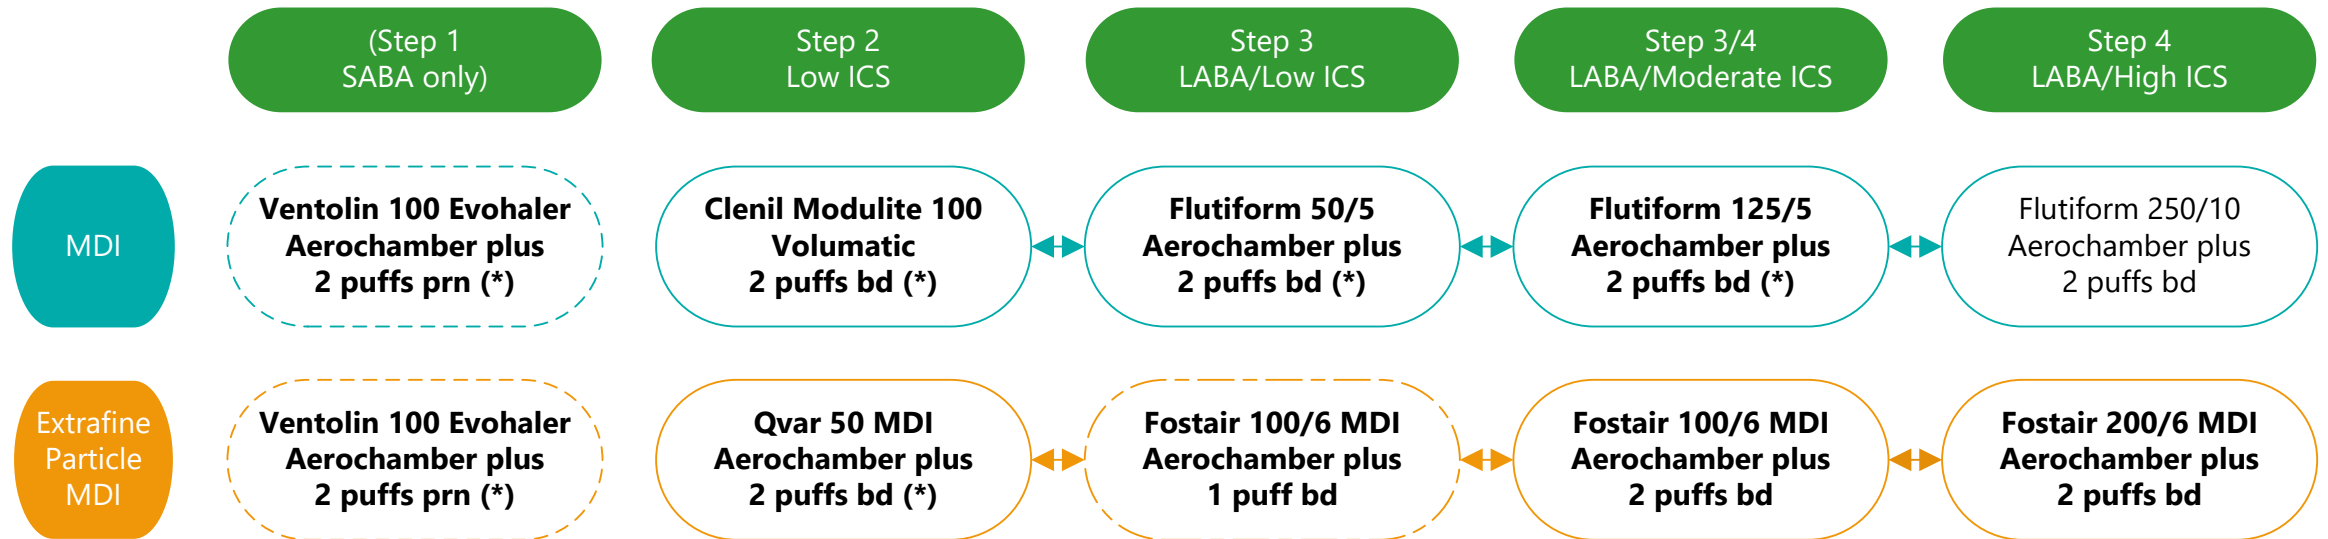 (Step 1
SABA only)
Step 2
Low ICS
Step 3
LABA/Low ICS
Step 3/4
LABA/Moderate ICS
Step 4
LABA/High ICS
MDI
Ventolin 100 Evohaler
Aerochamber plus
2 puffs prn (*)
Clenil Modulite 100
Volumatic
2 puffs bd (*)
Flutiform 50/5
Aerochamber plus
2 puffs bd (*)
Flutiform 125/5
Aerochamber plus
2 puffs bd (*)
Flutiform 250/10
Aerochamber plus
2 puffs bd
Extrafine
Particle
MDI
Ventolin 100 Evohaler
Aerochamber plus
2 puffs prn (*)
Qvar 50 MDI
Aerochamber plus
2 puffs bd (*)
Fostair 100/6 MDI
Aerochamber plus
1 puff bd
Fostair 100/6 MDI
Aerochamber plus
2 puffs bd
Fostair 200/6 MDI
Aerochamber plus
2 puffs bd